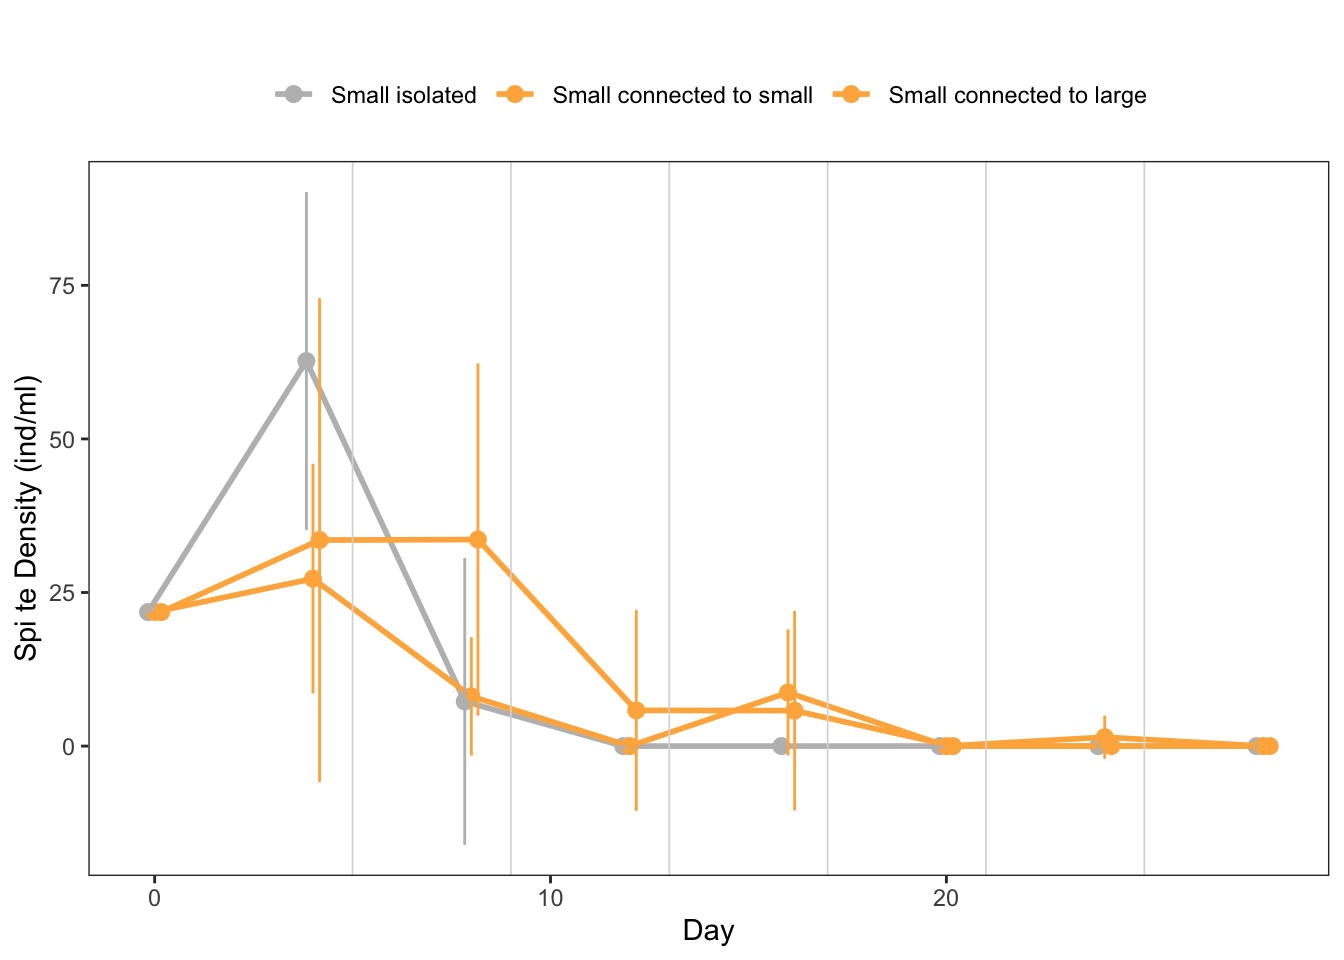 Small isolated Small connected to small Small connected to large
75
50
25
0
Spi te Density (ind/ml)
0 10 20
Day